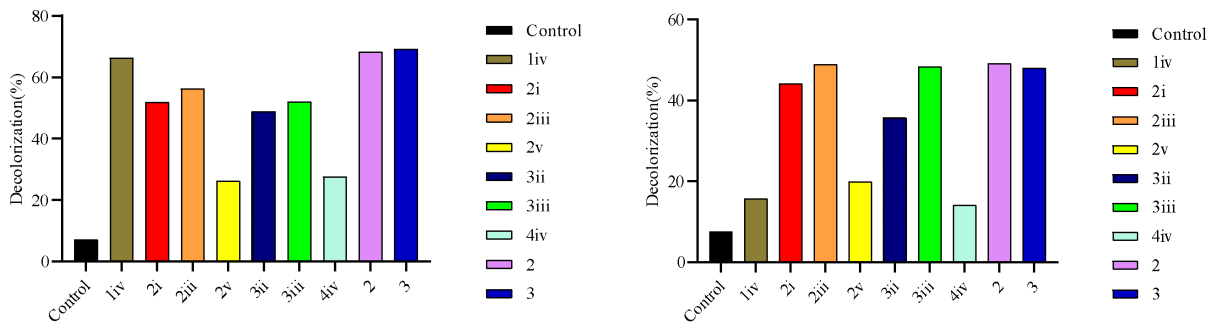 Decolorization(%)
80
60
40
20
0
Control
1iv
2i
2iii
2v
3ii
3iii
4iv
2
3
Control
1iv
2i
2iii
2v
3ii
3iii
4iv
2
3
Decolorization(%)
60
40
20
0
Control
1iv
2i
2iii
2v
3ii
3iii
4iv
2
3
Control
1iv
2i
2iii
2v
3ii
3iii
4iv
2
3